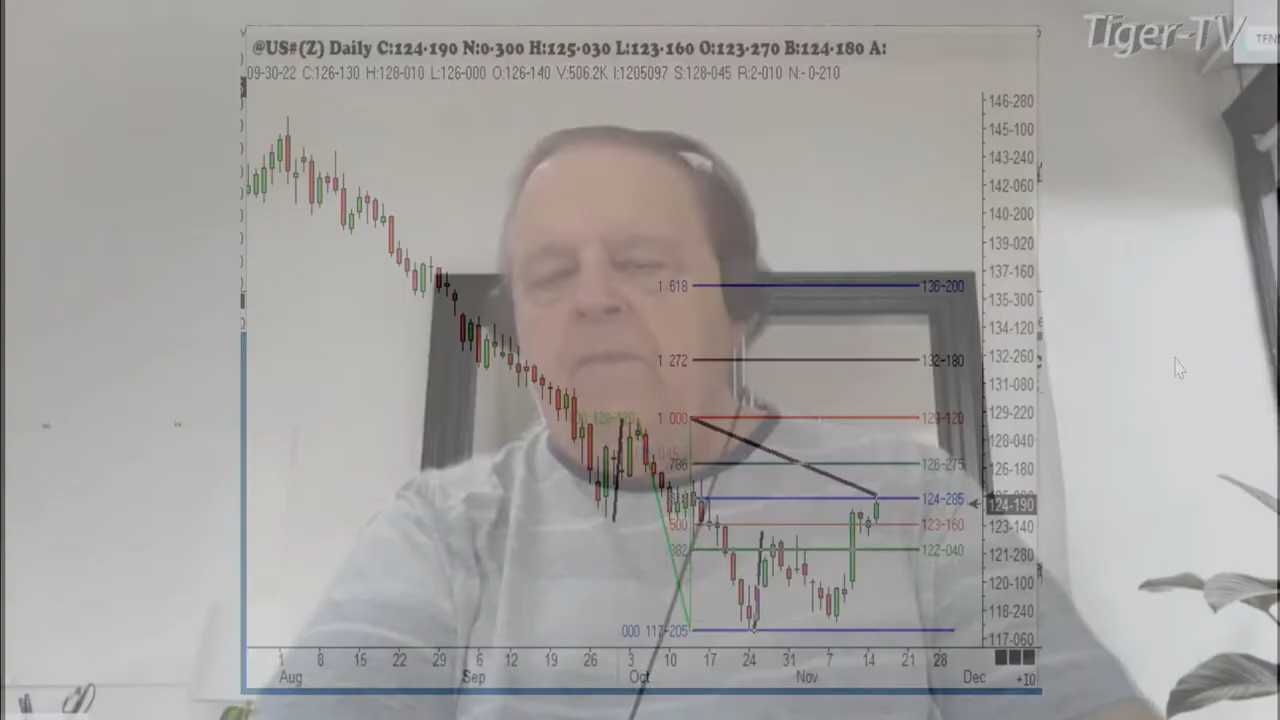 Tiger-TV
TFN
@US#(Z) Daily C:124-190 N:0-300 H:125-030 L:123-160 O:123-270 B:124-180 A:
09-30-22 C:126-130 H:128-010 L:126-000 O:126-140 V:506.2K I:1205097 S:128-045 R:2-010 N:- 0-210
146-280
145-100
143-240
142-060
140-200
139-020
137-160
1 618 136-200
135-300
134-120
1 272 132-180
132-260
131-080
1 000 129-120
129-220
128-040
786 126-275
126-180
124-285
124-190
500 123-160
123-140
382 122-040
121-280
120-100
118-240
000 117-205
117-060
1 8 15 22 29 6 12 19 26 3 10 17 24 31 7 14 21 28
Aug Sep Oct Nov Dec +10